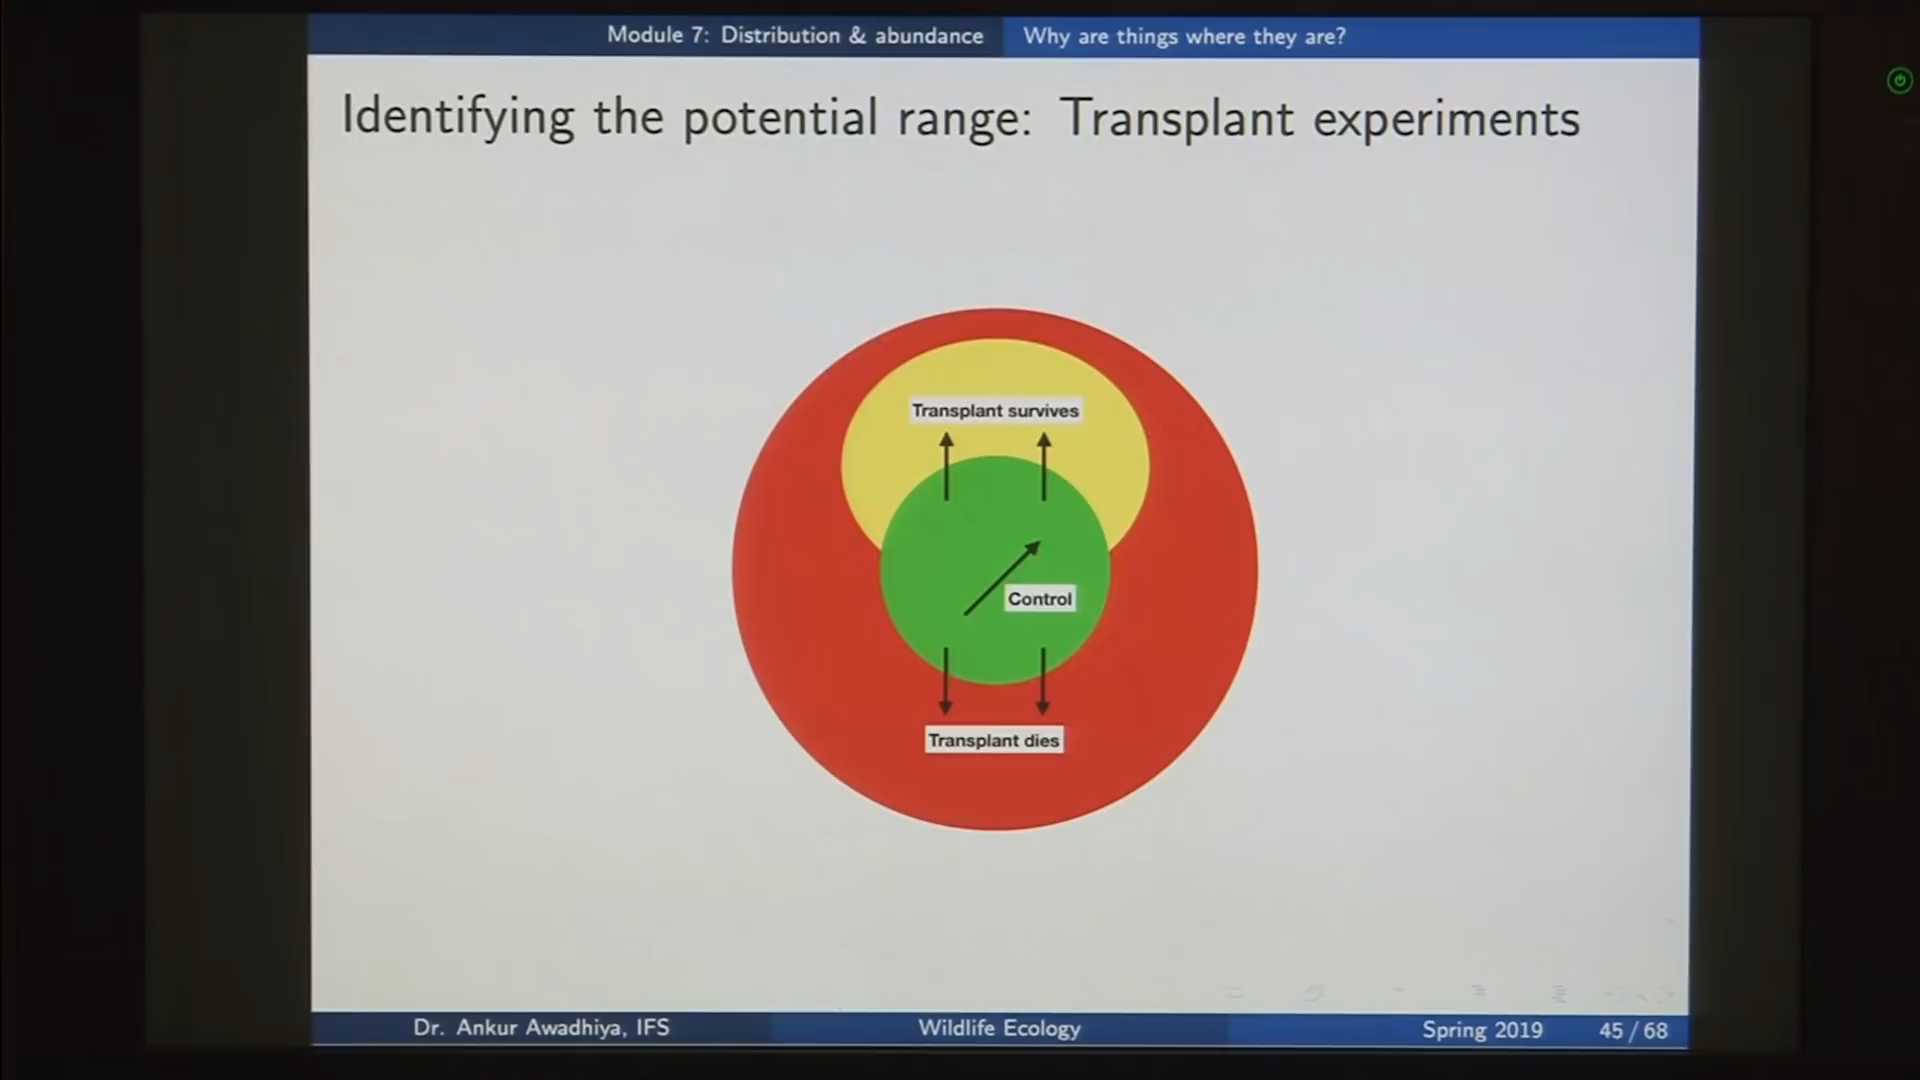 Module 7: Distribution & abundance Why are things where they are?
Identifying the potential range: Transplant experiments
Transplant survives
Control
Transplant dies
Dr. Ankur Awadhiya, IFS Wildlife Ecology Spring 2019 45 / 68